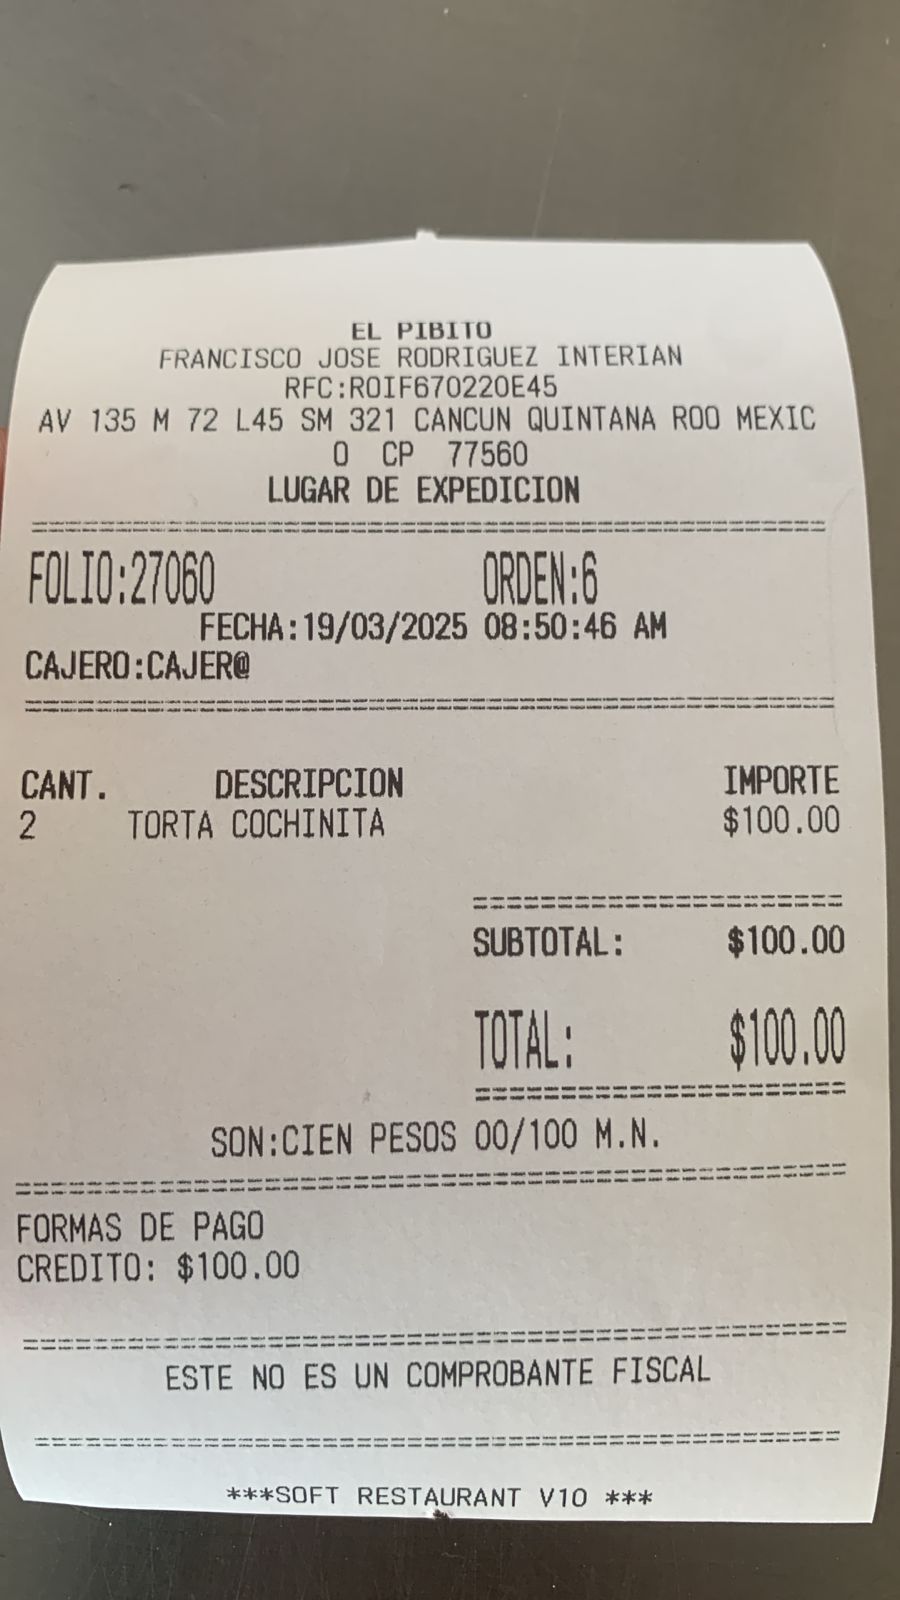 EL PIBITO
FRANCISCO JOSE RODRIGUEZ INTERIAN
RFC:ROIF670220E45
AV 135 M 72 L45 SM 321 CANCUN QUINTANA ROO MEXIC
O CP 77560
LUGAR DE EXPEDICION
FOLIO:27060 ORDEN:6
FECHA:19/03/2025 08:50:46 AM
CAJERO:CAJER@
CANT. DESCRIPCION IMPORTE
2 TORTA COCHINITA $100.00
SUBTOTAL: $100.00
TOTAL: $100.00
SON:CIEN PESOS 00/100 M.N.
FORMAS DE PAGO
CREDITO: $100.00
ESTE NO ES UN COMPROBANTE FISCAL
***SOFT RESTAURANT V10 ***